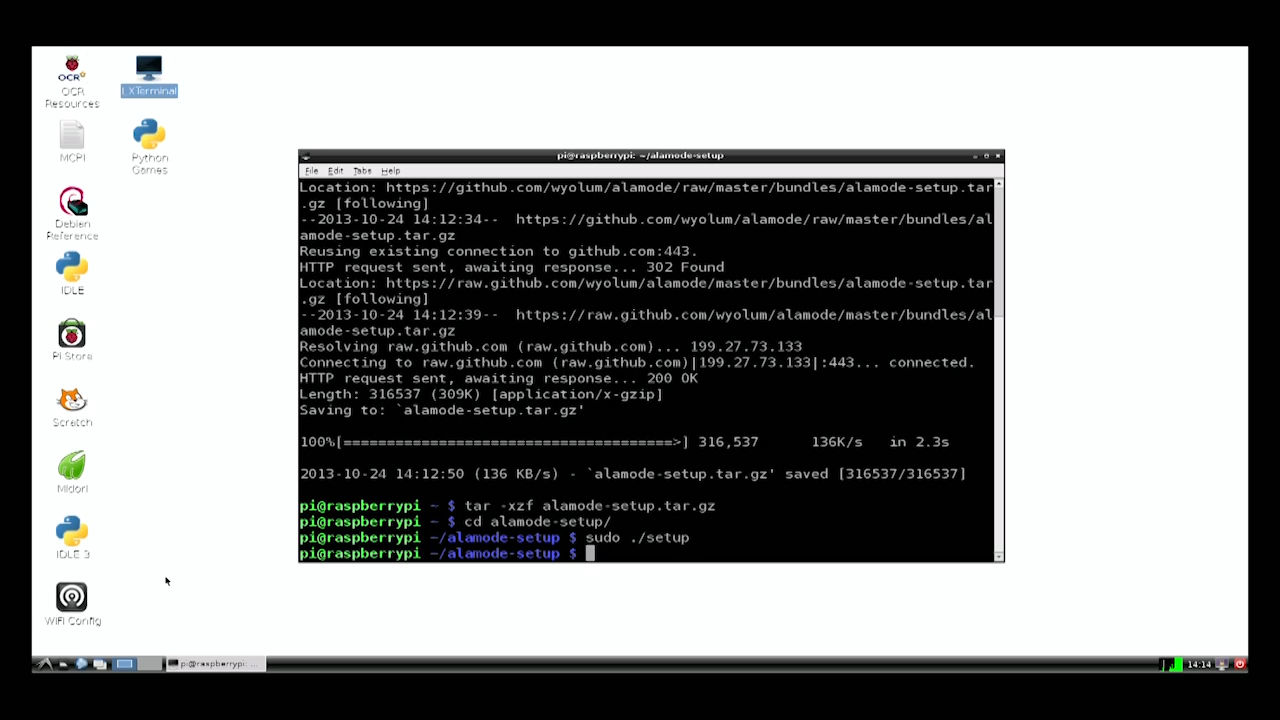 OCR
OCR
Resources
LXTerminal
MCPI
Python
Games
Debian
Reference
IDLE
Pi Store
Scratch
Midori
IDLE 3
WiFi Config
pi@raspberrypi: ~/alamode-setup
File Edit Tabs Help
Location: https://github.com/wyolum/alamode/raw/master/bundles/alamode-setup.tar
.gz [following]
--2013-10-24 14:12:34-- https://github.com/wyolum/alamode/raw/master/bundles/al
amode-setup.tar.gz
Reusing existing connection to github.com:443.
HTTP request sent, awaiting response... 302 Found
Location: https://raw.github.com/wyolum/alamode/master/bundles/alamode-setup.tar
.gz [following]
--2013-10-24 14:12:39-- https://raw.github.com/wyolum/alamode/master/bundles/al
amode-setup.tar.gz
Resolving raw.github.com (raw.github.com)... 199.27.73.133
Connecting to raw.github.com (raw.github.com)|199.27.73.133|:443... connected.
HTTP request sent, awaiting response... 200 OK
Length: 316537 (309K) [application/x-gzip]
Saving to: `alamode-setup.tar.gz'
100%[======================================>] 316,537 136K/s in 2.3s
2013-10-24 14:12:50 (136 KB/s) - `alamode-setup.tar.gz' saved [316537/316537]
pi@raspberrypi ~ $ tar -xzf alamode-setup.tar.gz
pi@raspberrypi ~ $ cd alamode-setup/
pi@raspberrypi ~/alamode-setup $ sudo ./setup
pi@raspberrypi ~/alamode-setup $
pi@raspberrypi: ...
14:14